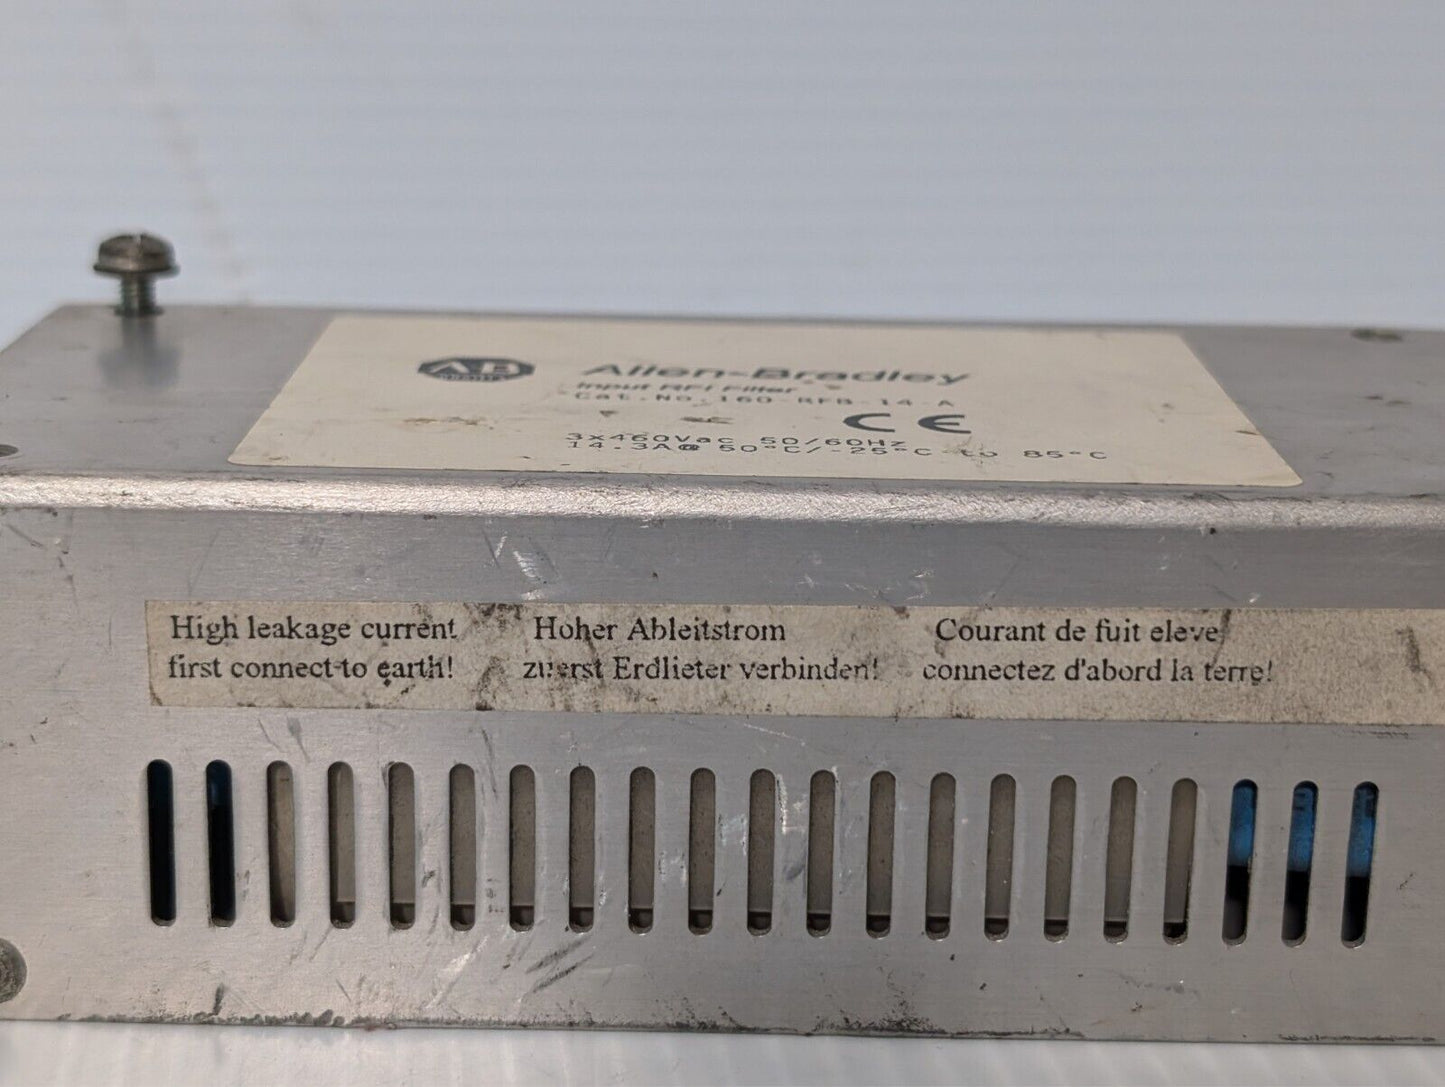 AB
QUALITY
Allen-Bradley
Input RFI Filter
Cat.No.160-RFB-14-A
CE
3x460Vac 50/60Hz
14.3A@ 50°C/-25°C to 85°C
High leakage current
first connect to earth!
Hoher Ableitstrom
zuerst Erdlieter verbinden!
Courant de fuit eleve
connectez d'abord la terre!